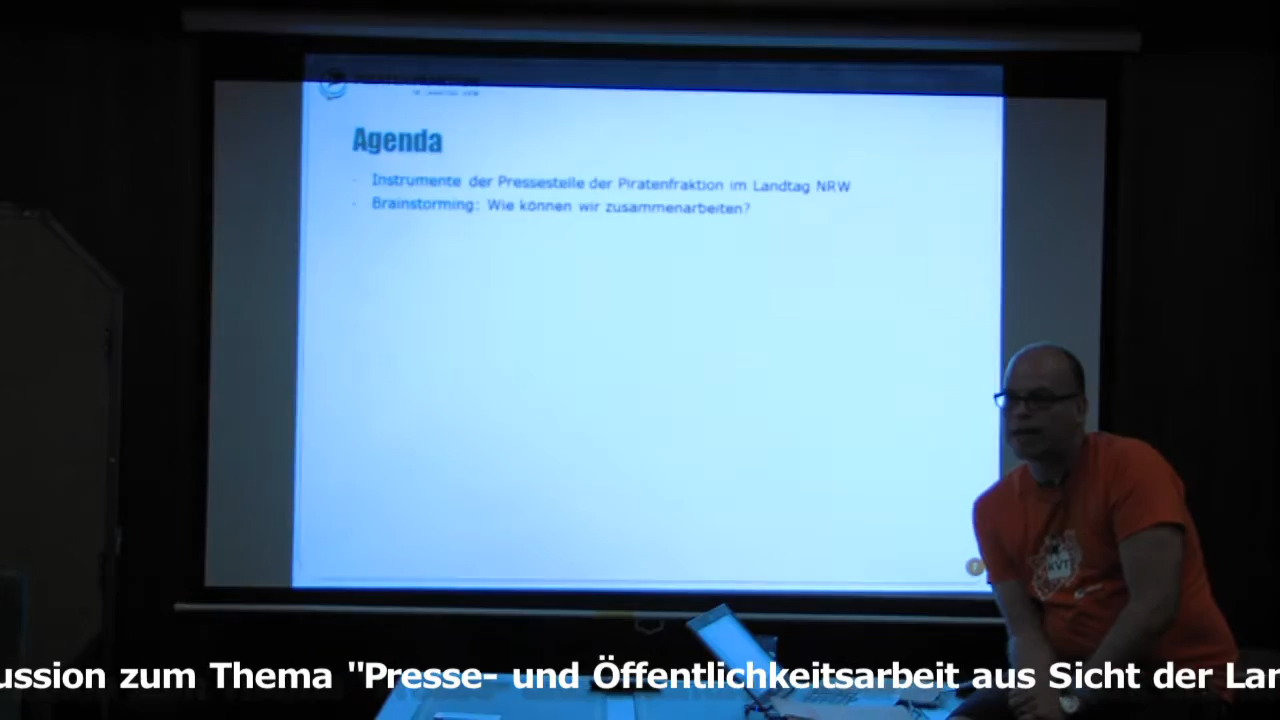 Agenda
· Instrumente der Pressestelle der Piratenfraktion im Landtag NRW
· Brainstorming: Wie können wir zusammenarbeiten?
KVT
ussion zum Thema "Presse- und Öffentlichkeitsarbeit aus Sicht der Lan